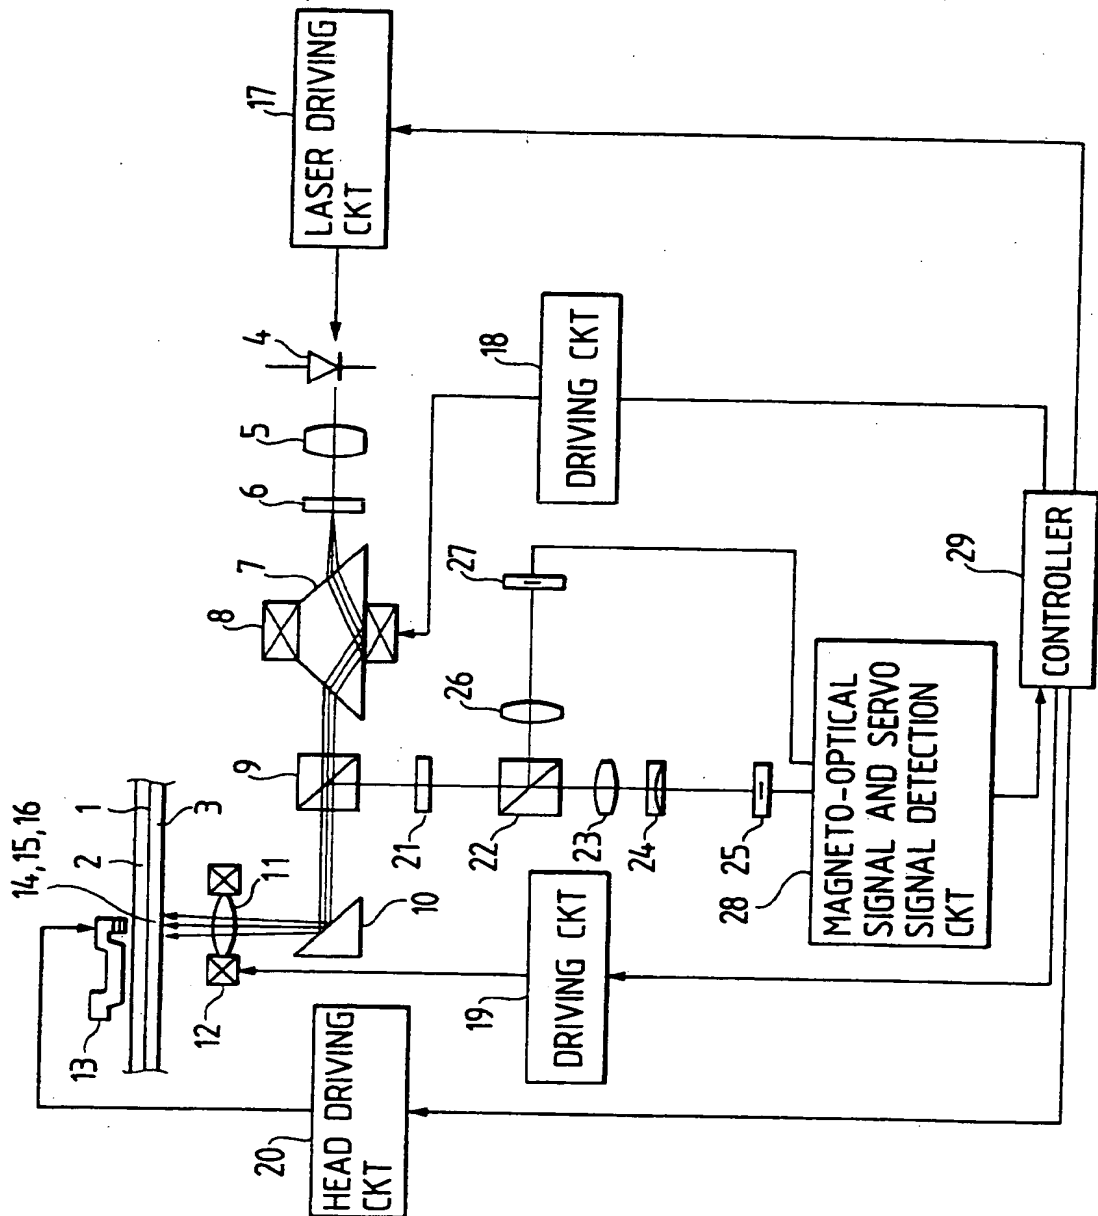 14, 15, 16
2
1
3
13
12
11
10
9
8
7
6
5
4
17
LASER DRIVING
CKT
18
DRIVING CKT
21
22
23
24
25
26
27
19
DRIVING CKT
20
HEAD DRIVING
CKT
28
MAGNETO-OPTICAL
SIGNAL AND SERVO
SIGNAL DETECTION
CKT
29
CONTROLLER